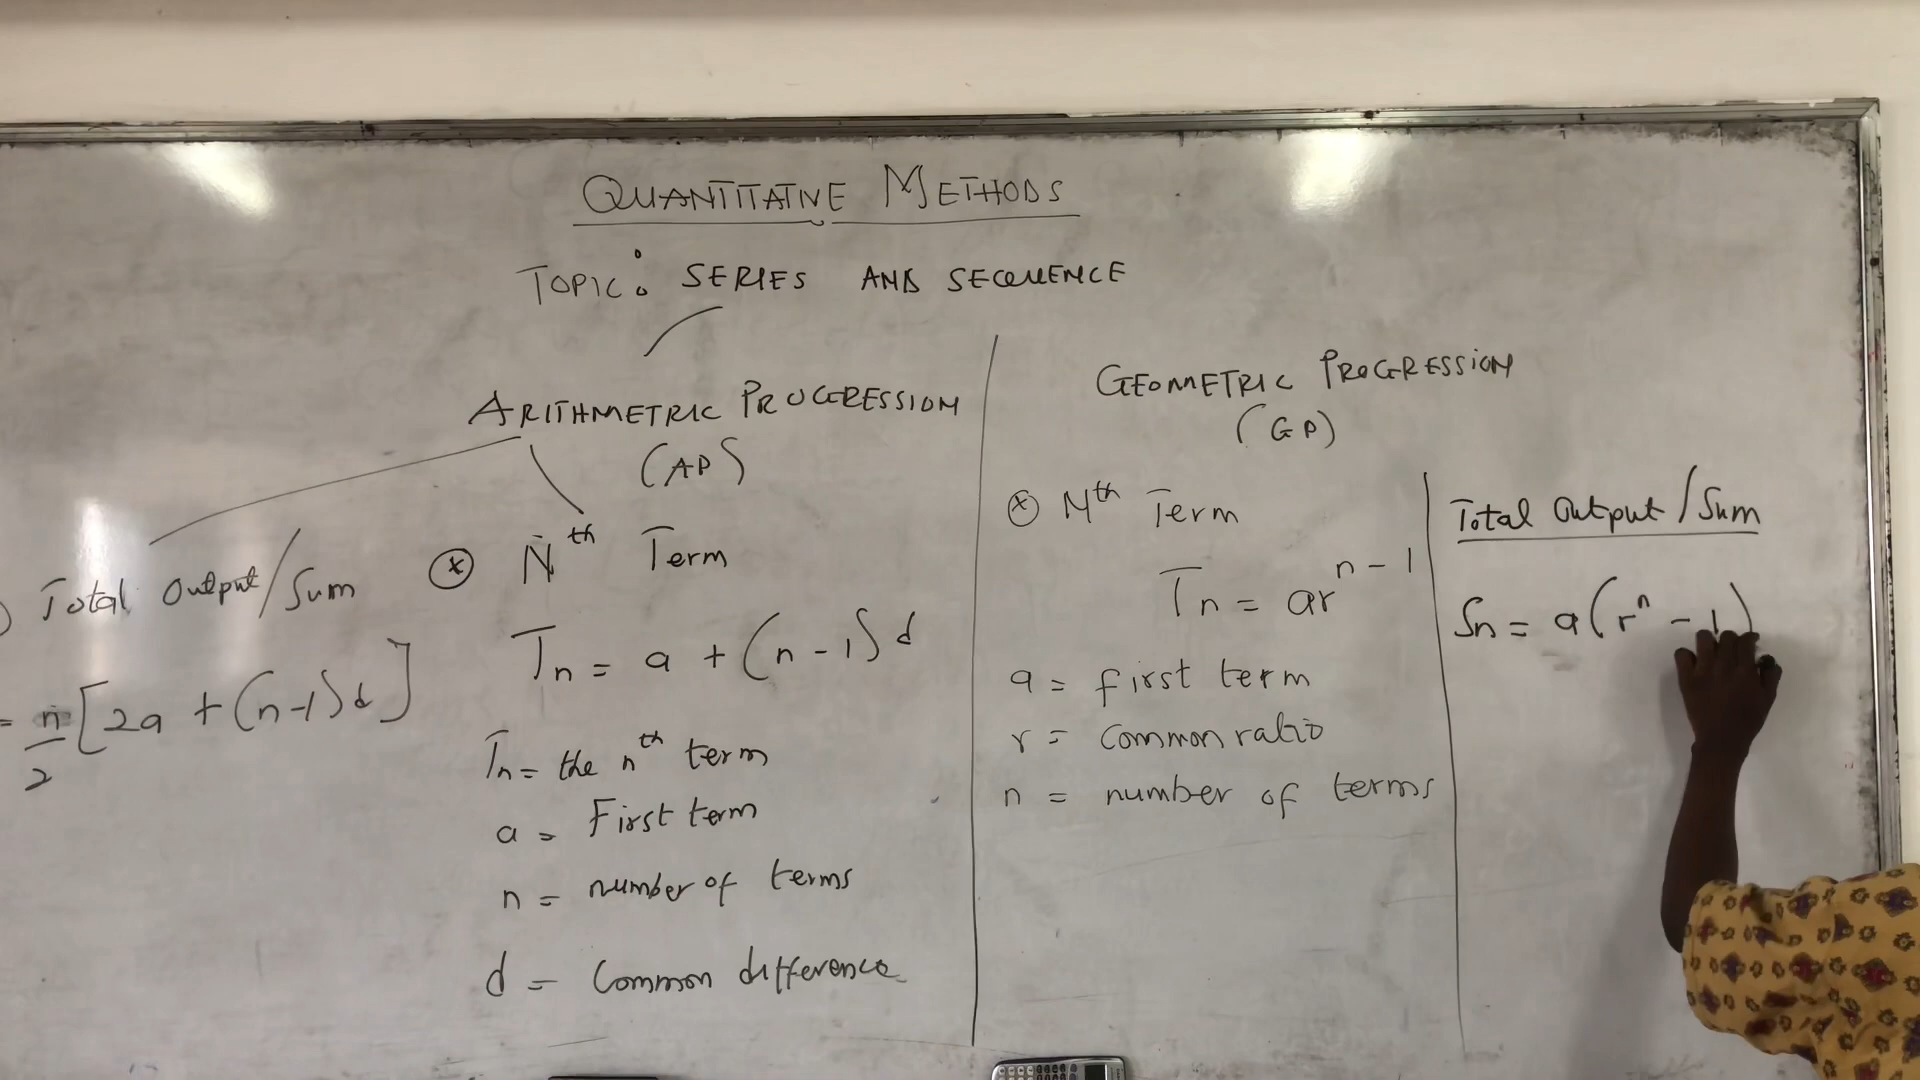 QUANTITATIVE METHODS
TOPIC: SERIES AND SEQUENCE
ARITHMETRIC PROGRESSION
(AP)
Total Output/Sum
= n/2 [2a + (n-1)d]
* Nth Term
Tn = a + (n-1)d
Tn = the nth term
a = First term
n = number of terms
d = Common difference
GEOMETRIC PROGRESSION
(GP)
* Nth Term
Tn = ar^n-1
a = first term
r = common ratio
n = number of terms
Total Output/Sum
Sn = a(r^n - 1)